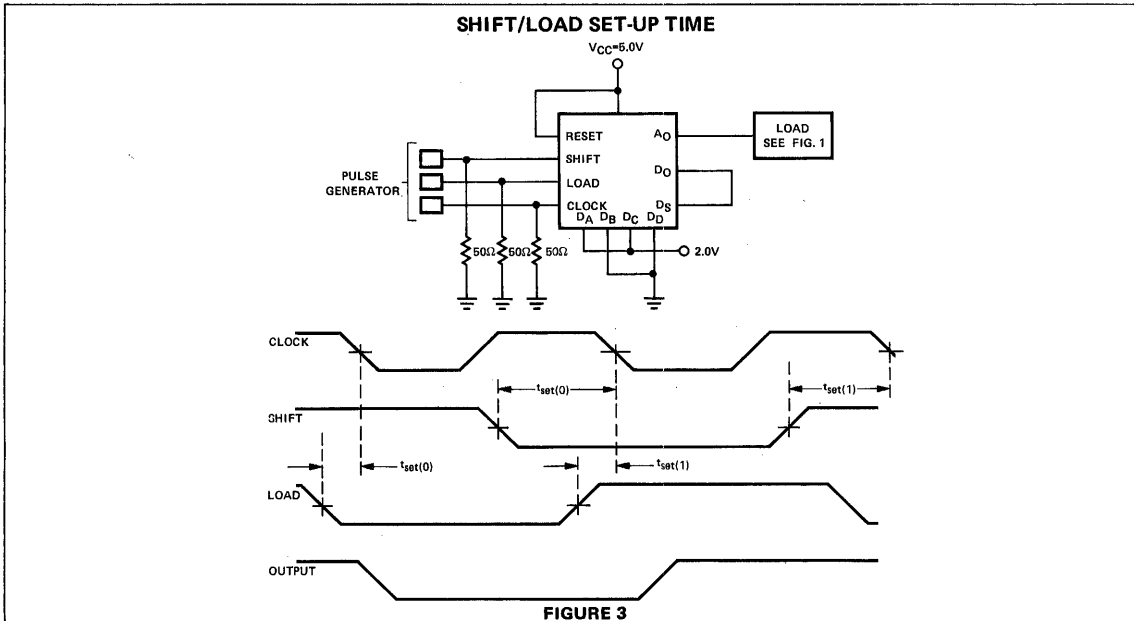 SHIFT/LOAD SET-UP TIME
VCC=5.0V
RESET
SHIFT
LOAD
CLOCK
AO
DO
DS
DA DB DC DD
LOAD
SEE FIG. 1
PULSE
GENERATOR
50Ω 50Ω 50Ω
2.0V
CLOCK
tset(0)
tset(1)
SHIFT
tset(0)
tset(1)
LOAD
OUTPUT
FIGURE 3